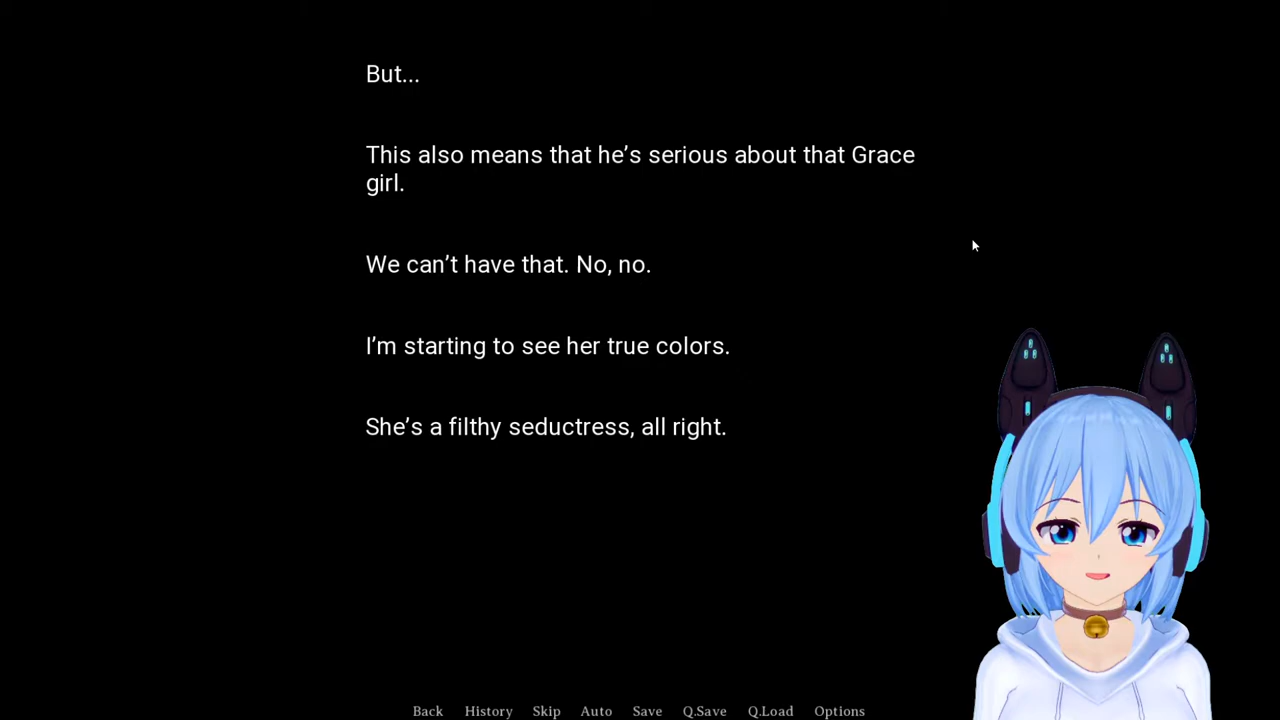 But...
This also means that he’s serious about that Grace
girl.
We can’t have that. No, no.
I’m starting to see her true colors.
She’s a filthy seductress, all right.
Back History Skip Auto Save Q.Save Q.Load Options